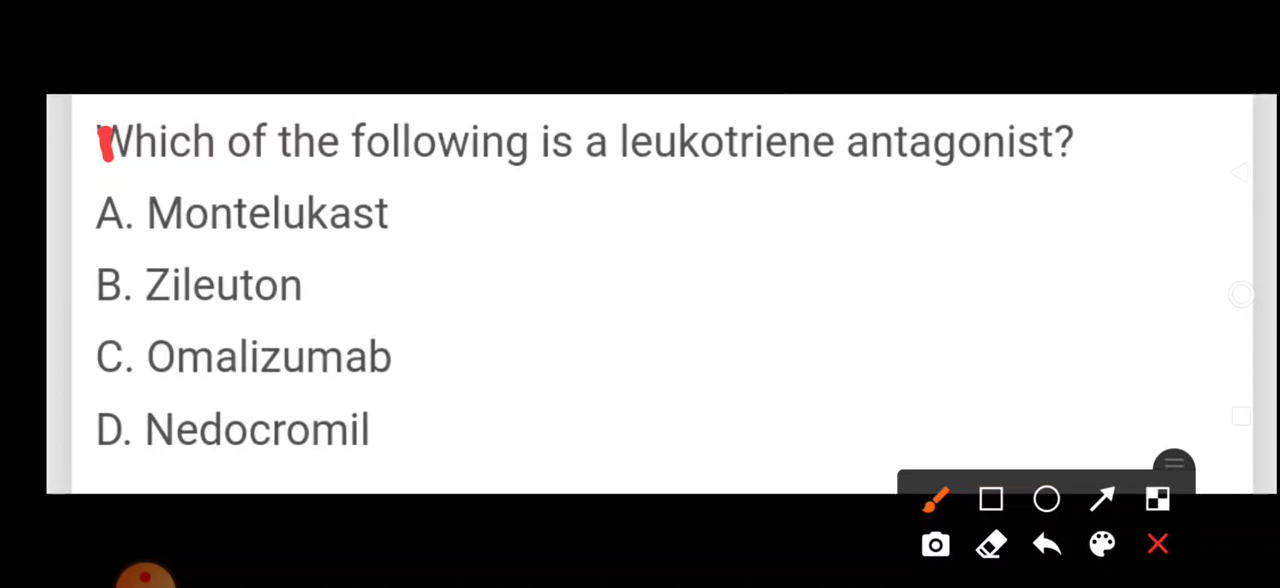 Which of the following is a leukotriene antagonist?
A. Montelukast
B. Zileuton
C. Omalizumab
D. Nedocromil